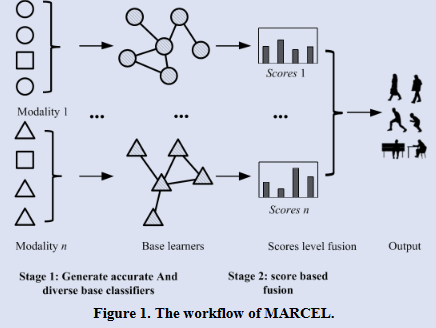 Scores 1
Modality 1
...
...
...
Scores n
Modality n
Base learners
Scores level fusion
Output
Stage 1: Generate accurate And
diverse base classifiers
Stage 2: score based
fusion
Figure 1. The workflow of MARCEL.